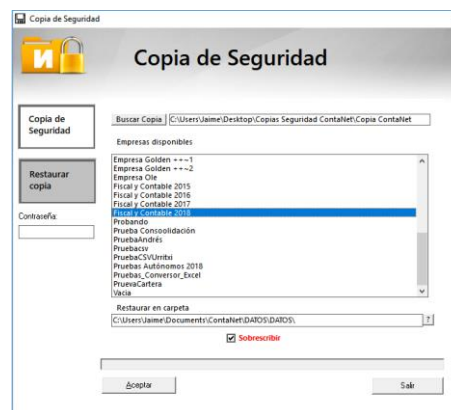 Copia de Seguridad
Copia de Seguridad
Copia de
Seguridad
Buscar Copia C:\Users\Jaime\Desktop\Copias Seguridad ContaNet\Copia ContaNet
Empresas disponibles
Restaurar
copia
Contraseña:
Empresa Golden ++~1
Empresa Golden ++~2
Empresa Ole
Fiscal y Contable 2015
Fiscal y Contable 2016
Fiscal y Contable 2017
Fiscal y Contable 2018
Probando
Prueba Consoolidación
PruebaAndrés
Pruebacsv
PruebaCSVUrritxi
Pruebas Autónomos 2018
Pruebas_Conversor_Excel
PruevaCartera
Vacia
Restaurar en carpeta
C:\Users\Jaime\Documents\ContaNet\DATOS\DATOS\ ?
Sobrescribir
Aceptar Salir